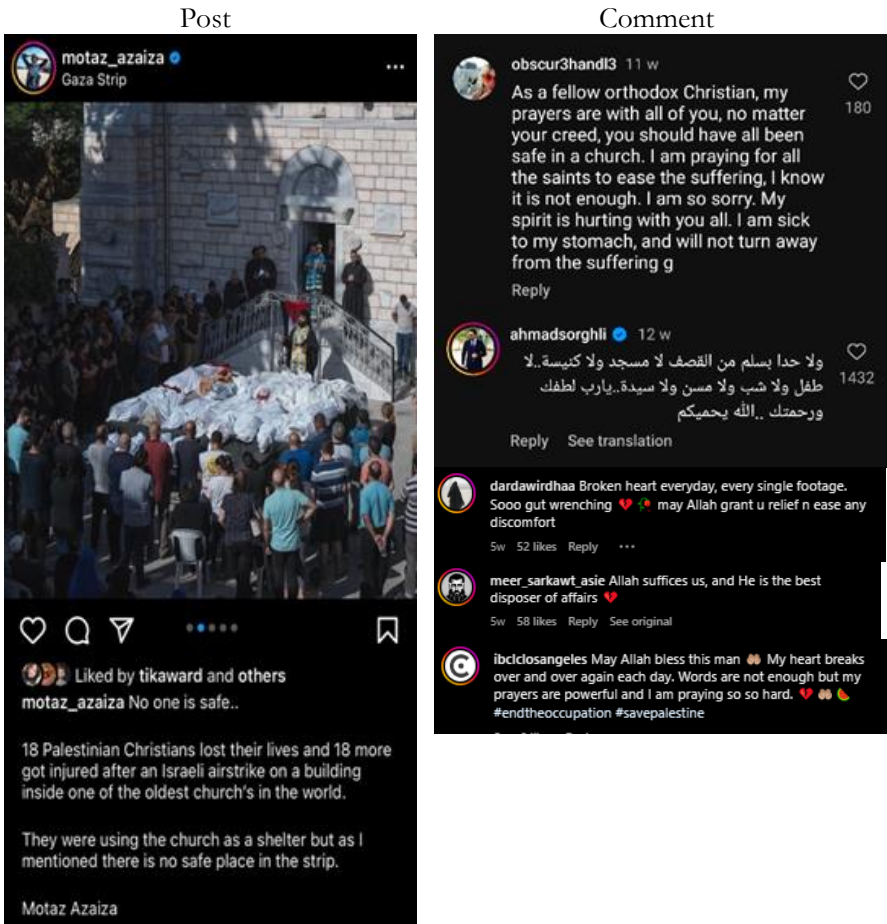 Post
Comment
motaz_azaiza
Gaza Strip
Liked by tikaward and others
motaz_azaiza No one is safe..
18 Palestinian Christians lost their lives and 18 more
got injured after an Israeli airstrike on a building
inside one of the oldest church's in the world.
They were using the church as a shelter but as I
mentioned there is no safe place in the strip.
Motaz Azaiza
obscur3handl3 11 w
As a fellow orthodox Christian, my
prayers are with all of you, no matter
your creed, you should have all been
safe in a church. I am praying for all
the saints to ease the suffering, I know
it is not enough. I am so sorry. My
spirit is hurting with you all. I am sick
to my stomach, and will not turn away
from the suffering g
180
Reply
ahmadsorghli 12 w
ولا حدا بسلم من القصف لا مسجد ولا كنيسة..لا
طفل ولا شب ولا مسن ولا سيدة..يارب لطفك
ورحمتك ..الله يحميكم
1432
Reply See translation
dardawirdhaa Broken heart everyday, every single footage.
Sooo gut wrenching 💔 🥀 may Allah grant u relief n ease any
discomfort
5w 52 likes Reply ...
meer_sarkawt_asie Allah suffices us, and He is the best
disposer of affairs 💔
5w 58 likes Reply See original
ibclclosangeles May Allah bless this man 🤲🏽 My heart breaks
over and over again each day. Words are not enough but my
prayers are powerful and I am praying so so hard. 💔 🤲🏽 🍉
#endtheoccupation #savepalestine